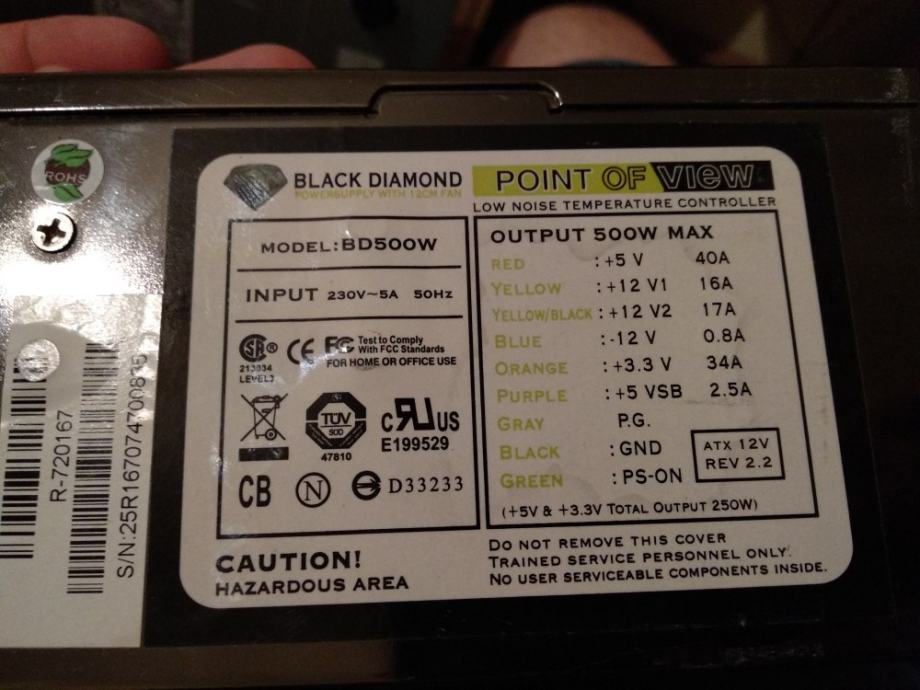 ROHS
BLACK DIAMOND
POWERSUPPLY WITH 12CM FAN
POINT OF VIEW
LOW NOISE TEMPERATURE CONTROLLER
MODEL:BD500W
INPUT 230V~5A 50Hz
SA
213034
LEVEL3
CE FC Test to Comply
With FCC Standards
FOR HOME OR OFFICE USE
TUV
47810
c RU US
E199529
CB N D33233
OUTPUT 500W MAX
RED :+5 V 40A
YELLOW :+12 V1 16A
YELLOW/BLACK :+12 V2 17A
BLUE :-12 V 0.8A
ORANGE :+3.3 V 34A
PURPLE :+5 VSB 2.5A
GRAY P.G.
BLACK :GND
GREEN :PS-ON
ATX 12V
REV 2.2
(+5V & +3.3V TOTAL OUTPUT 250W)
CAUTION!
HAZARDOUS AREA
DO NOT REMOVE THIS COVER
TRAINED SERVICE PERSONNEL ONLY.
NO USER SERVICEABLE COMPONENTS INSIDE.
R-720167